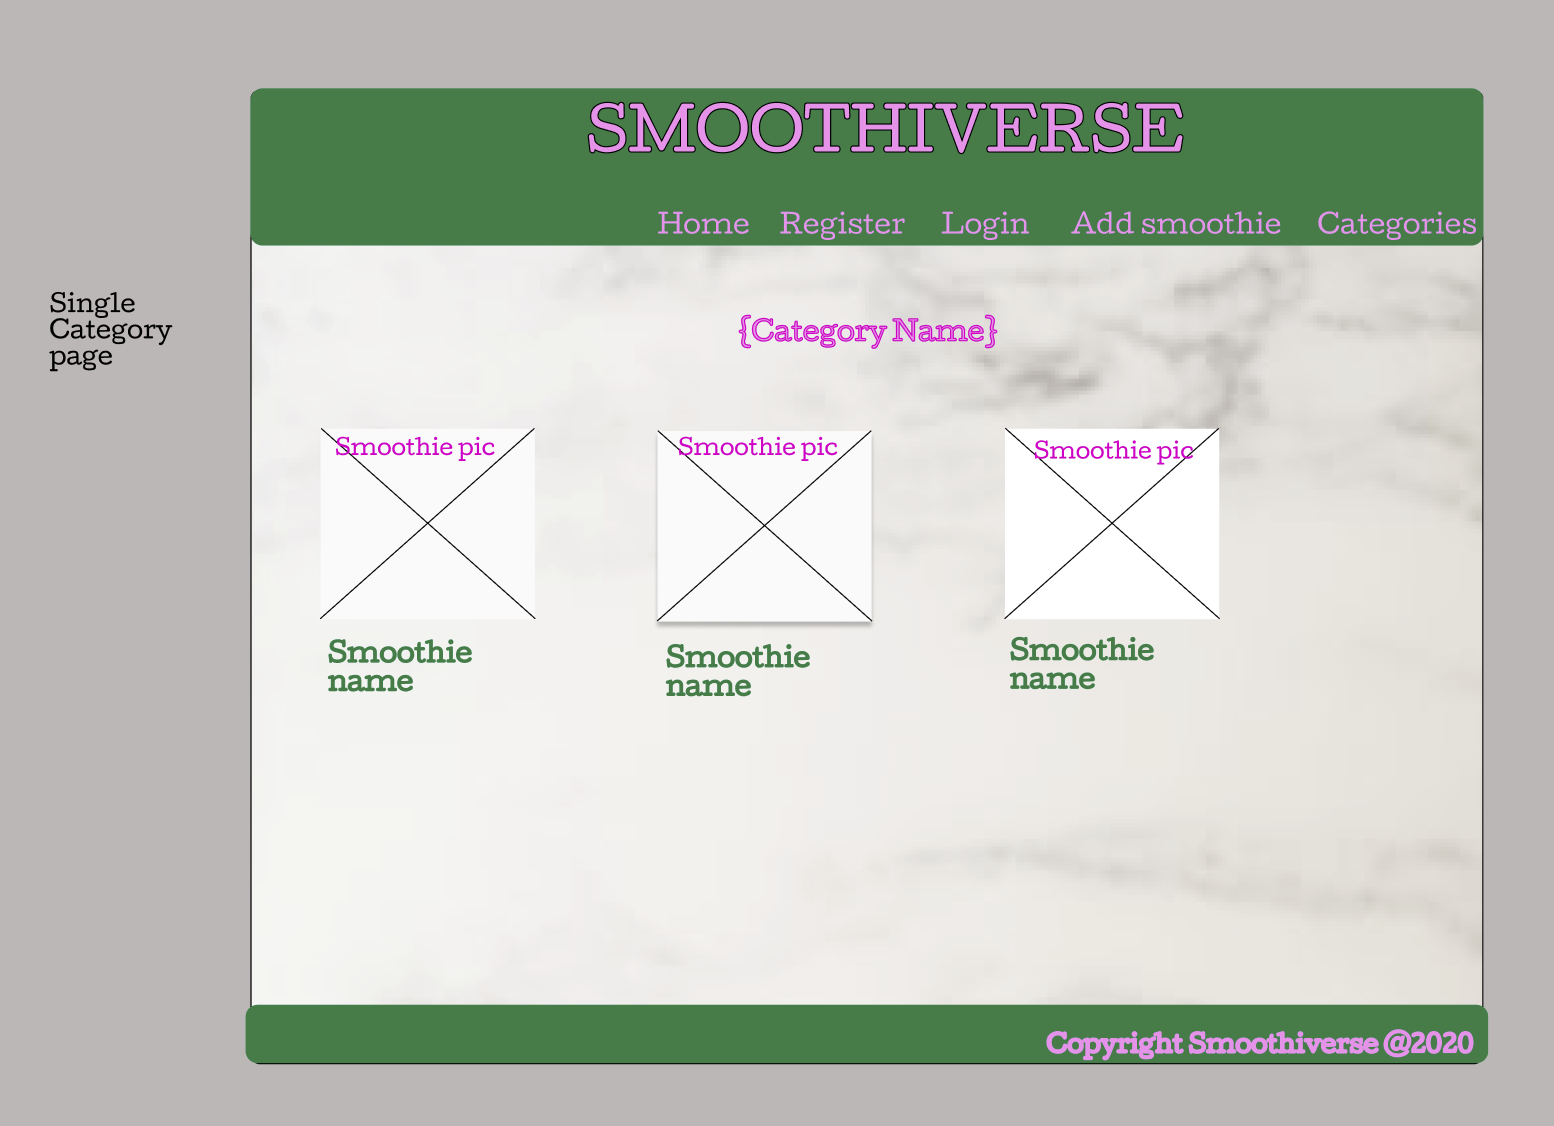 SMOOTHIVERSE
Home Register Login Add smoothie Categories
Single
Category
page
{Category Name}
Smoothie pic
Smoothie pic
Smoothie pic
Smoothie
name
Smoothie
name
Smoothie
name
Copyright Smoothiverse @2020